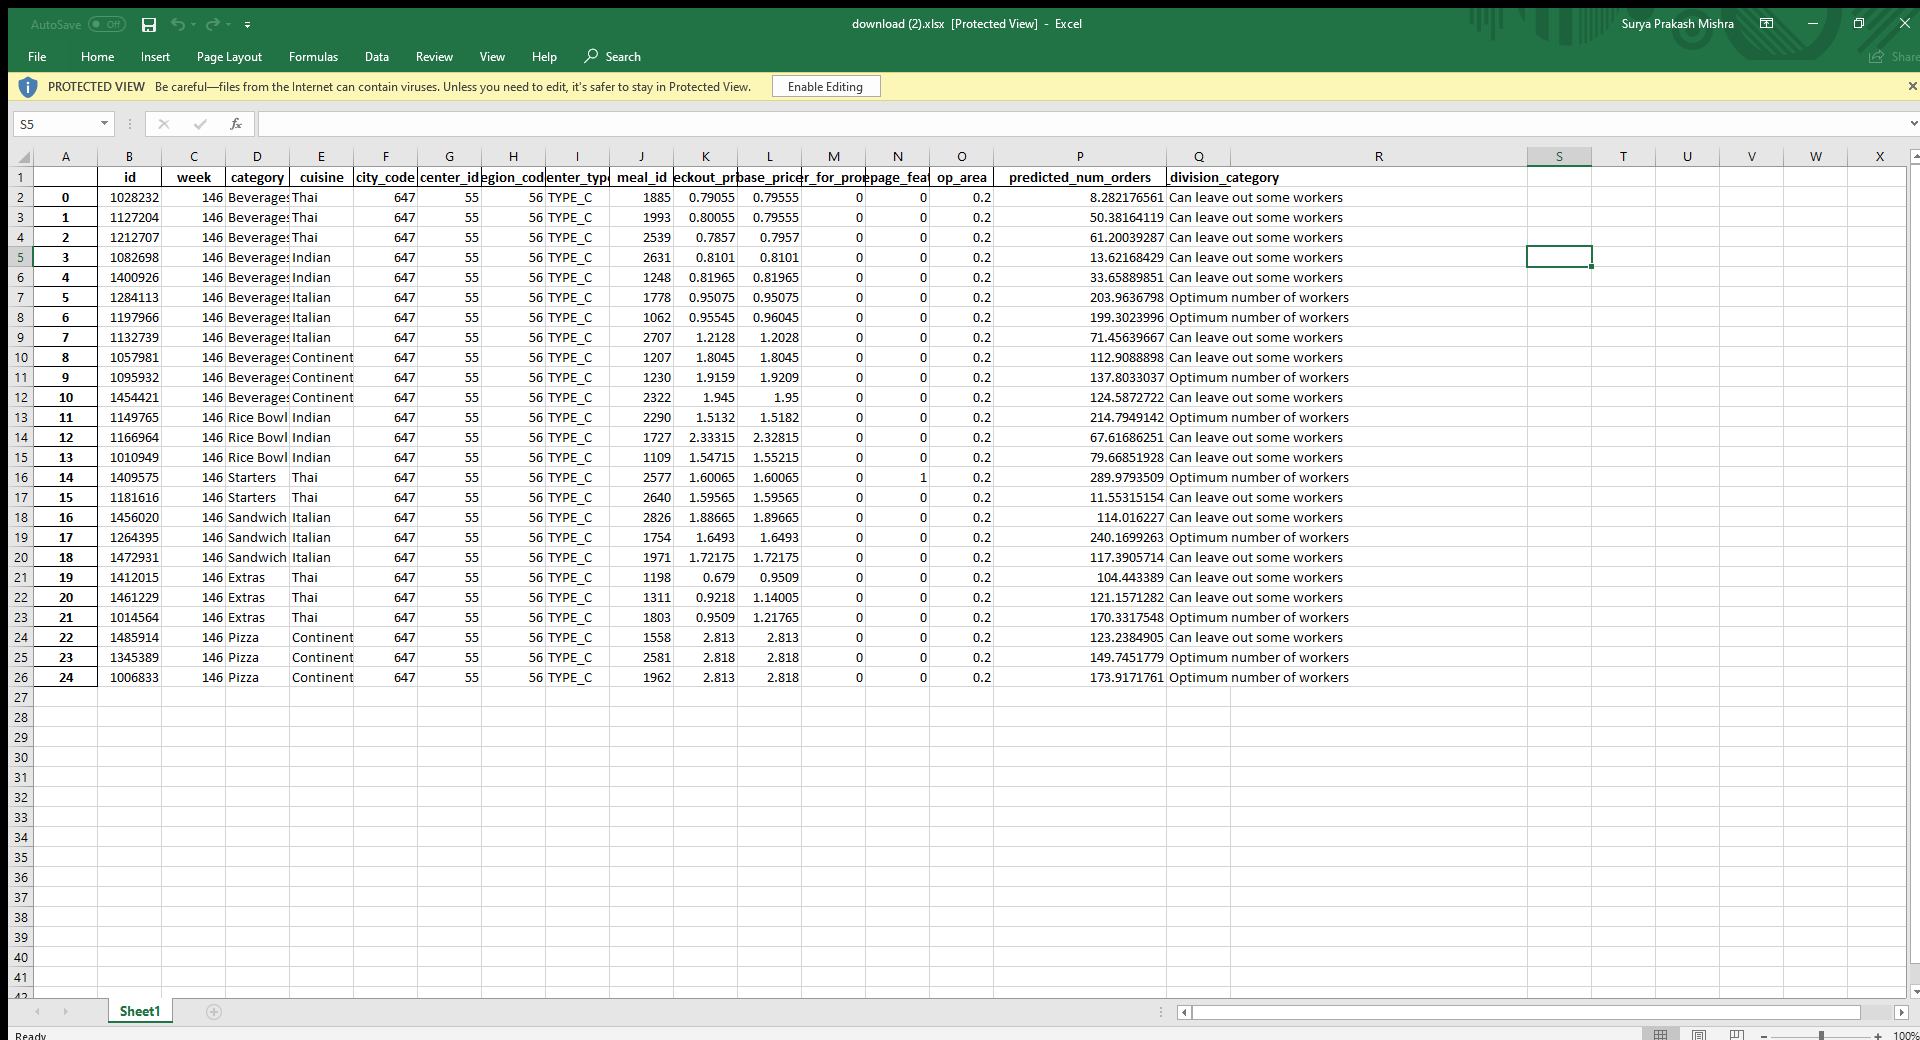 AutoSave Off download (2).xlsx [Protected View] - Excel Surya Prakash Mishra
File Home Insert Page Layout Formulas Data Review View Help Search Share
PROTECTED VIEW Be careful—files from the Internet can contain viruses. Unless you need to edit, it's safer to stay in Protected View. Enable Editing
S5 fx
A B C D E F G H I J K L M N O P Q R S T U V W X
1 id week category cuisine city_code center_id egion_cod enter_typ meal_id eckout_pri base_price r_for_pror epage_feat op_area predicted_num_orders _division_category
2 0 1028232 146 Beverages Thai 647 55 56 TYPE_C 1885 0.79055 0.79555 0 0 0.2 8.282176561 Can leave out some workers
3 1 1127204 146 Beverages Thai 647 55 56 TYPE_C 1993 0.80055 0.79555 0 0 0.2 50.38164119 Can leave out some workers
4 2 1212707 146 Beverages Thai 647 55 56 TYPE_C 2539 0.7857 0.7957 0 0 0.2 61.20039287 Can leave out some workers
5 3 1082698 146 Beverages Indian 647 55 56 TYPE_C 2631 0.8101 0.8101 0 0 0.2 13.62168429 Can leave out some workers
6 4 1400926 146 Beverages Indian 647 55 56 TYPE_C 1248 0.81965 0.81965 0 0 0.2 33.65889851 Can leave out some workers
7 5 1284113 146 Beverages Italian 647 55 56 TYPE_C 1778 0.95075 0.95075 0 0 0.2 203.9636798 Optimum number of workers
8 6 1197966 146 Beverages Italian 647 55 56 TYPE_C 1062 0.95545 0.96045 0 0 0.2 199.3023996 Optimum number of workers
9 7 1132739 146 Beverages Italian 647 55 56 TYPE_C 2707 1.2128 1.2028 0 0 0.2 71.45639667 Can leave out some workers
10 8 1057981 146 Beverages Continent 647 55 56 TYPE_C 1207 1.8045 1.8045 0 0 0.2 112.9088898 Can leave out some workers
11 9 1095932 146 Beverages Continent 647 55 56 TYPE_C 1230 1.9159 1.9209 0 0 0.2 137.8033037 Optimum number of workers
12 10 1454421 146 Beverages Continent 647 55 56 TYPE_C 2322 1.945 1.95 0 0 0.2 124.5872722 Can leave out some workers
13 11 1149765 146 Rice Bowl Indian 647 55 56 TYPE_C 2290 1.5132 1.5182 0 0 0.2 214.7949142 Optimum number of workers
14 12 1166964 146 Rice Bowl Indian 647 55 56 TYPE_C 1727 2.33315 2.32815 0 0 0.2 67.61686251 Can leave out some workers
15 13 1010949 146 Rice Bowl Indian 647 55 56 TYPE_C 1109 1.54715 1.55215 0 0 0.2 79.66851928 Can leave out some workers
16 14 1409575 146 Starters Thai 647 55 56 TYPE_C 2577 1.60065 1.60065 0 1 0.2 289.9793509 Optimum number of workers
17 15 1181616 146 Starters Thai 647 55 56 TYPE_C 2640 1.59565 1.59565 0 0 0.2 11.55315154 Can leave out some workers
18 16 1456020 146 Sandwich Italian 647 55 56 TYPE_C 2826 1.88665 1.89665 0 0 0.2 114.016227 Can leave out some workers
19 17 1264395 146 Sandwich Italian 647 55 56 TYPE_C 1754 1.6493 1.6493 0 0 0.2 240.1699263 Optimum number of workers
20 18 1472931 146 Sandwich Italian 647 55 56 TYPE_C 1971 1.72175 1.72175 0 0 0.2 117.3905714 Can leave out some workers
21 19 1412015 146 Extras Thai 647 55 56 TYPE_C 1198 0.679 0.9509 0 0 0.2 104.443389 Can leave out some workers
22 20 1461229 146 Extras Thai 647 55 56 TYPE_C 1311 0.9218 1.14005 0 0 0.2 121.1571282 Can leave out some workers
23 21 1014564 146 Extras Thai 647 55 56 TYPE_C 1803 0.9509 1.21765 0 0 0.2 170.3317548 Optimum number of workers
24 22 1485914 146 Pizza Continent 647 55 56 TYPE_C 1558 2.813 2.813 0 0 0.2 123.2384905 Can leave out some workers
25 23 1345389 146 Pizza Continent 647 55 56 TYPE_C 2581 2.818 2.818 0 0 0.2 149.7451779 Optimum number of workers
26 24 1006833 146 Pizza Continent 647 55 56 TYPE_C 1962 2.813 2.818 0 0 0.2 173.9171761 Optimum number of workers
27
28
29
30
31
32
33
34
35
36
37
38
39
40
41
42
Sheet1
Ready 100%